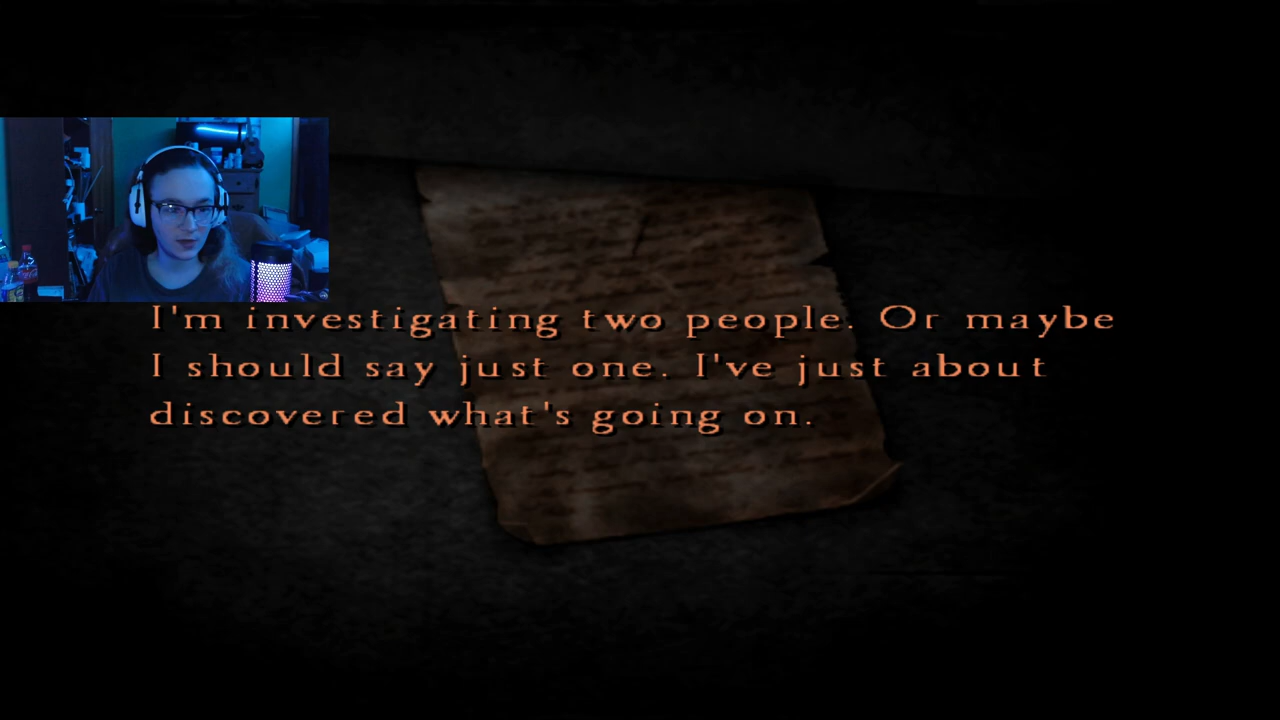 I'm investigating two people. Or maybe
I should say just one. I've just about
discovered what's going on.